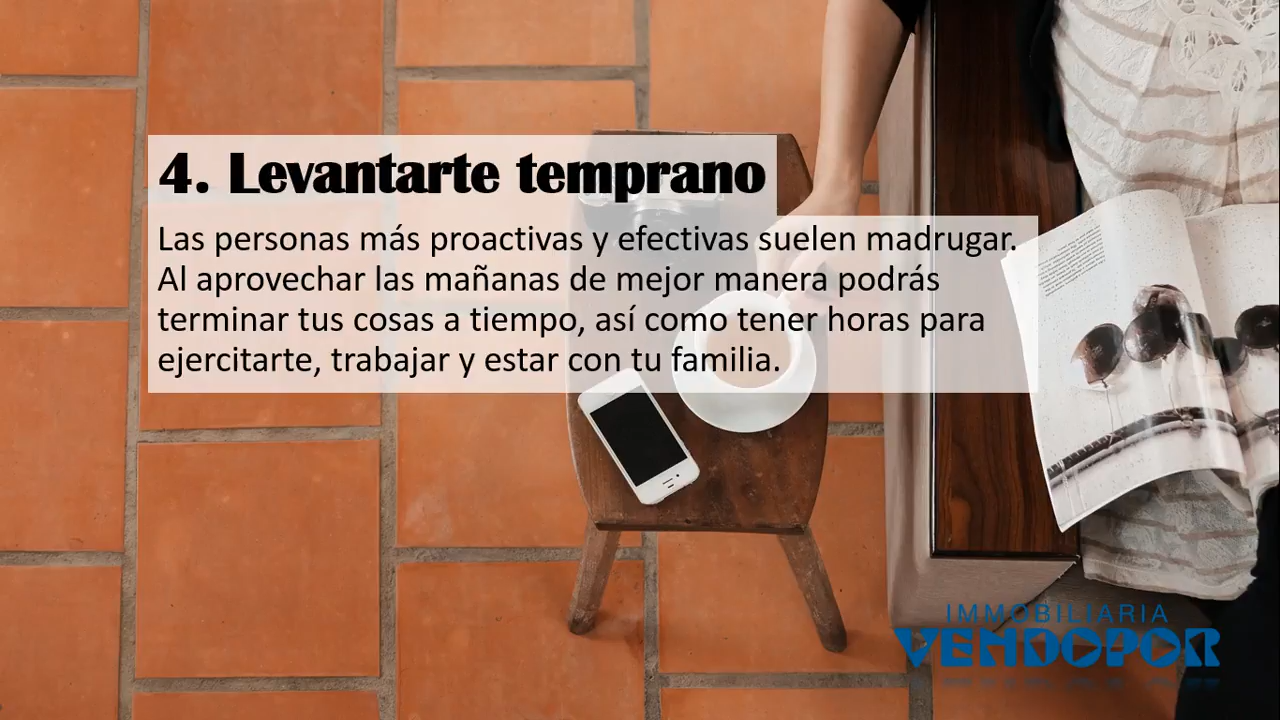 4. Levantarte temprano
Las personas más proactivas y efectivas suelen madrugar.
Al aprovechar las mañanas de mejor manera podrás
terminar tus cosas a tiempo, así como tener horas para
ejercitarte, trabajar y estar con tu familia.
IMMOBILIARIA
VENDOPOR